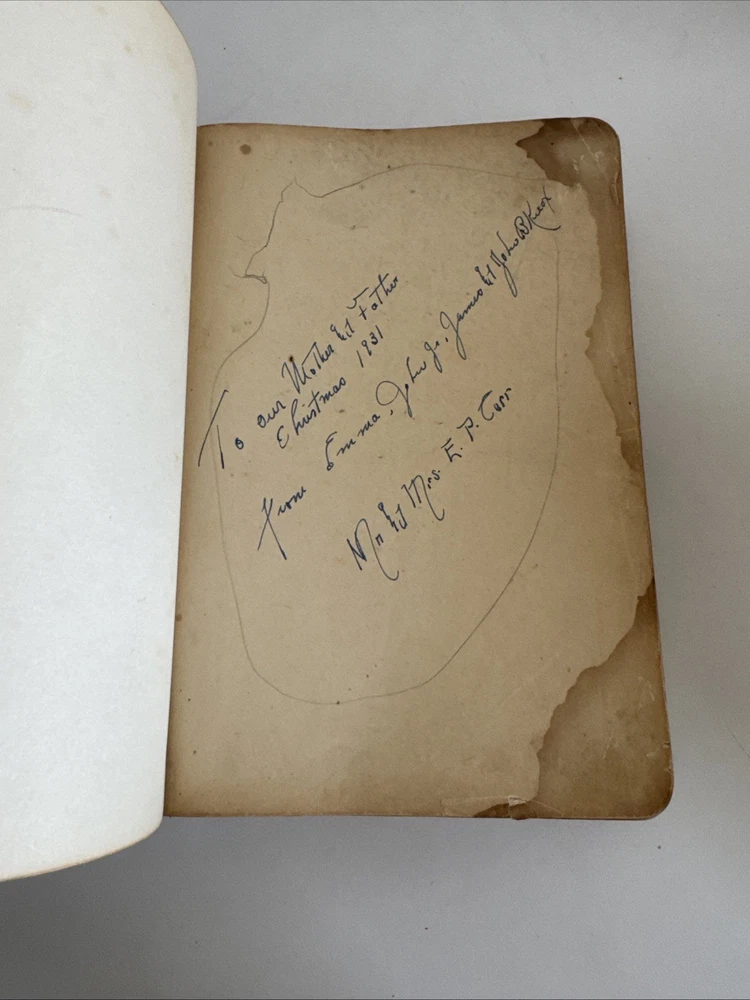 To our Mother & Father
Christmas 1931
from Emma, John Jr., James & John B Knox
Mr & Mrs. E. P. Carr